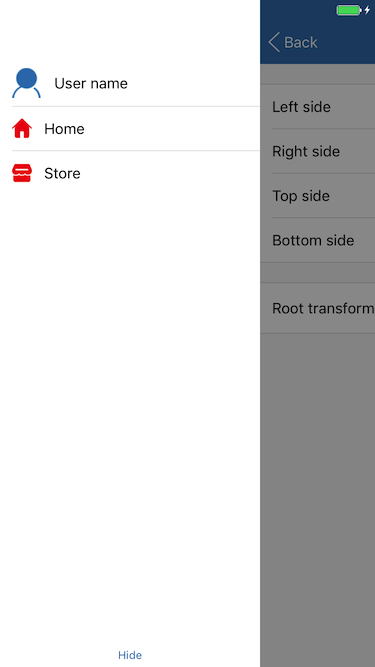 User name
Home
Store
Hide
Back
Left side
Right side
Top side
Bottom side
Root transform